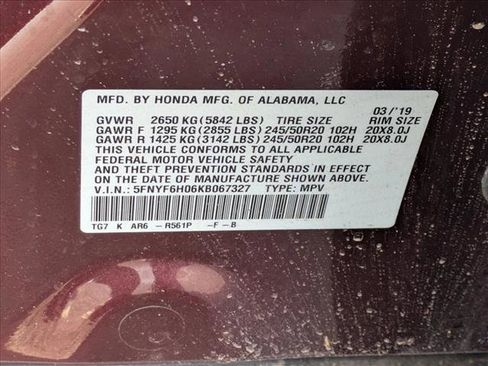 MFD. BY HONDA MFG. OF ALABAMA, LLC
03/'19
GVWR 2650 KG (5842 LBS) TIRE SIZE RIM SIZE
GAWR F 1295 KG (2855 LBS) 245/50R20 102H 20X8.0J
GAWR R 1425 KG (3142 LBS) 245/50R20 102H 20X8.0J
THIS VEHICLE CONFORMS TO ALL APPLICABLE
FEDERAL MOTOR VEHICLE SAFETY
AND THEFT PREVENTION STANDARDS IN EFFECT
ON THE DATE OF MANUFACTURE SHOWN ABOVE.
V.I.N.: 5FNYF6H06KB067327 TYPE: MPV
TG7 K AR6 -R561P -F-B